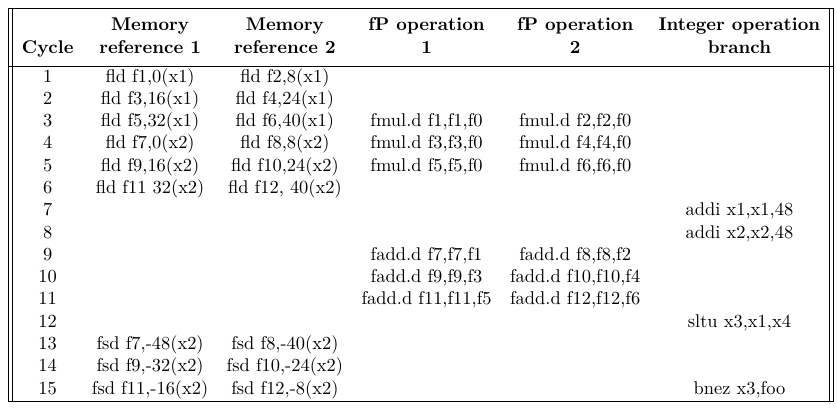 Memory Memory fP operation fP operation Integer operation
Cycle reference 1 reference 2 1 2 branch
1 fld f1,0(x1) fld f2,8(x1)
2 fld f3,16(x1) fld f4,24(x1)
3 fld f5,32(x1) fld f6,40(x1) fmul.d f1,f1,f0 fmul.d f2,f2,f0
4 fld f7,0(x2) fld f8,8(x2) fmul.d f3,f3,f0 fmul.d f4,f4,f0
5 fld f9,16(x2) fld f10,24(x2) fmul.d f5,f5,f0 fmul.d f6,f6,f0
6 fld f11 32(x2) fld f12, 40(x2)
7 addi x1,x1,48
8 addi x2,x2,48
9 fadd.d f7,f7,f1 fadd.d f8,f8,f2
10 fadd.d f9,f9,f3 fadd.d f10,f10,f4
11 fadd.d f11,f11,f5 fadd.d f12,f12,f6
12 sltu x3,x1,x4
13 fsd f7,-48(x2) fsd f8,-40(x2)
14 fsd f9,-32(x2) fsd f10,-24(x2)
15 fsd f11,-16(x2) fsd f12,-8(x2) bnez x3,foo